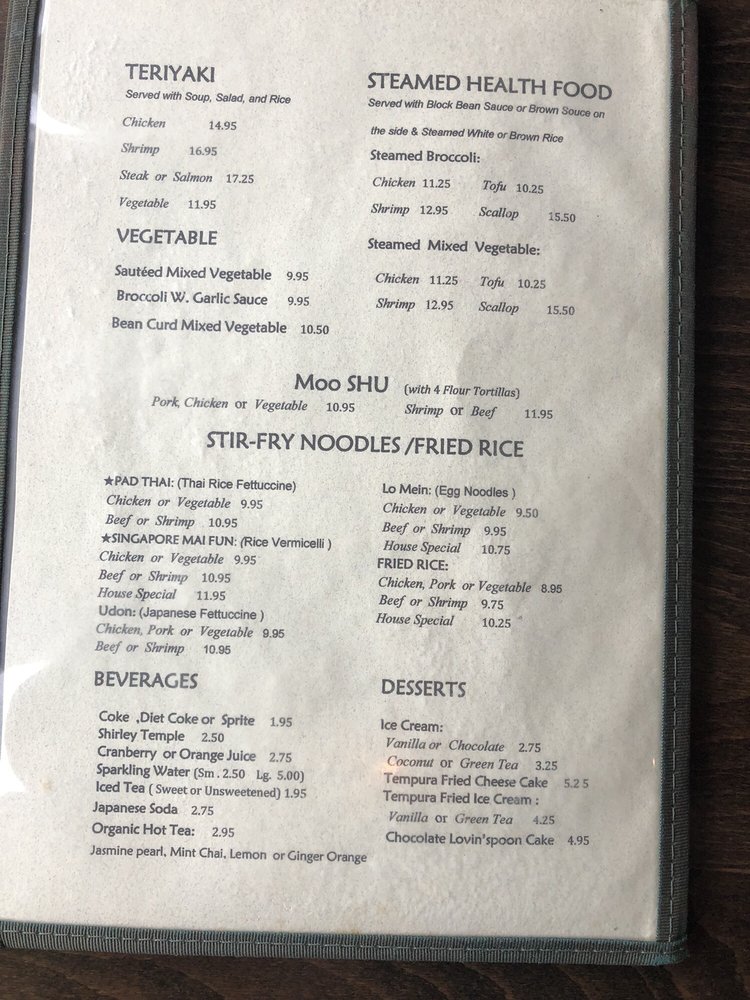 TERIYAKI
Served with Soup, Salad, and Rice
Chicken 14.95
Shrimp 16.95
Steak or Salmon 17.25
Vegetable 11.95
VEGETABLE
Sautéed Mixed Vegetable 9.95
Broccoli W. Garlic Sauce 9.95
Bean Curd Mixed Vegetable 10.50
STEAMED HEALTH FOOD
Served with Block Bean Sauce or Brown Souce on
the side & Steamed White or Brown Rice
Steamed Broccoli:
Chicken 11.25 Tofu 10.25
Shrimp 12.95 Scallop 15.50
Steamed Mixed Vegetable:
Chicken 11.25 Tofu 10.25
Shrimp 12.95 Scallop 15.50
Moo SHU (with 4 Flour Tortillas)
Pork, Chicken or Vegetable 10.95 Shrimp or Beef 11.95
STIR-FRY NOODLES /FRIED RICE
★PAD THAI: (Thai Rice Fettuccine)
Chicken or Vegetable 9.95
Beef or Shrimp 10.95
★SINGAPORE MAI FUN: (Rice Vermicelli )
Chicken or Vegetable 9.95
Beef or Shrimp 10.95
House Special 11.95
Udon: (Japanese Fettuccine )
Chicken, Pork or Vegetable 9.95
Beef or Shrimp 10.95
Lo Mein: (Egg Noodles )
Chicken or Vegetable 9.50
Beef or Shrimp 9.95
House Special 10.75
FRIED RICE:
Chicken, Pork or Vegetable 8.95
Beef or Shrimp 9.75
House Special 10.25
BEVERAGES
Coke ,Diet Coke or Sprite 1.95
Shirley Temple 2.50
Cranberry or Orange Juice 2.75
Sparkling Water (Sm . 2.50 Lg. 5.00)
Iced Tea ( Sweet or Unsweetened) 1.95
Japanese Soda 2.75
Organic Hot Tea: 2.95
Jasmine pearl, Mint Chai, Lemon or Ginger Orange
DESSERTS
Ice Cream:
Vanilla or Chocolate 2.75
Coconut or Green Tea 3.25
Tempura Fried Cheese Cake 5.25
Tempura Fried Ice Cream :
Vanilla or Green Tea 4.25
Chocolate Lovin'spoon Cake 4.95